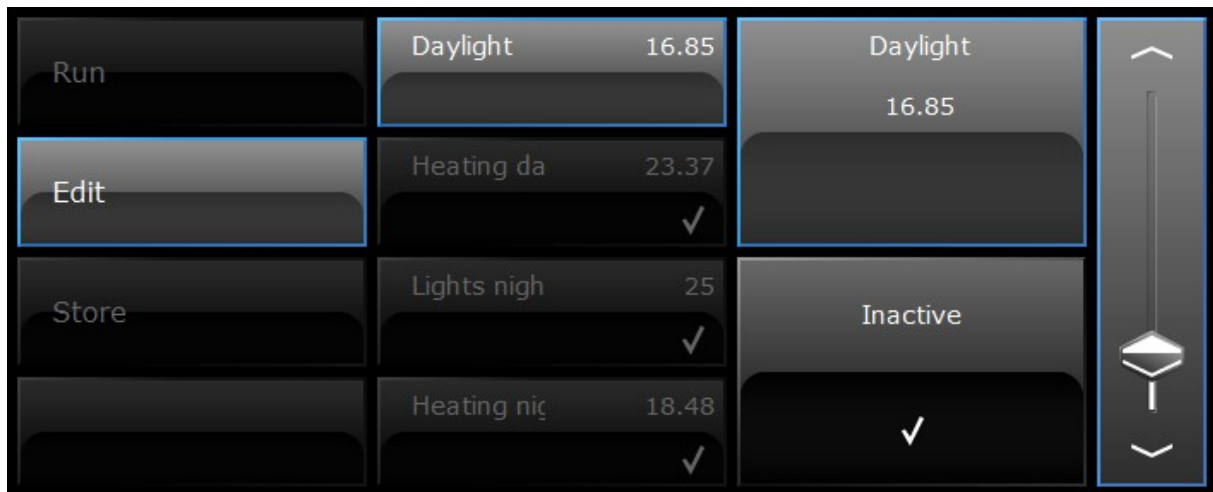 Run
Edit
Store
Daylight 16.85
Heating da 23.37
Lights nigh 25
Heating nig 18.48
Daylight
16.85
Inactive